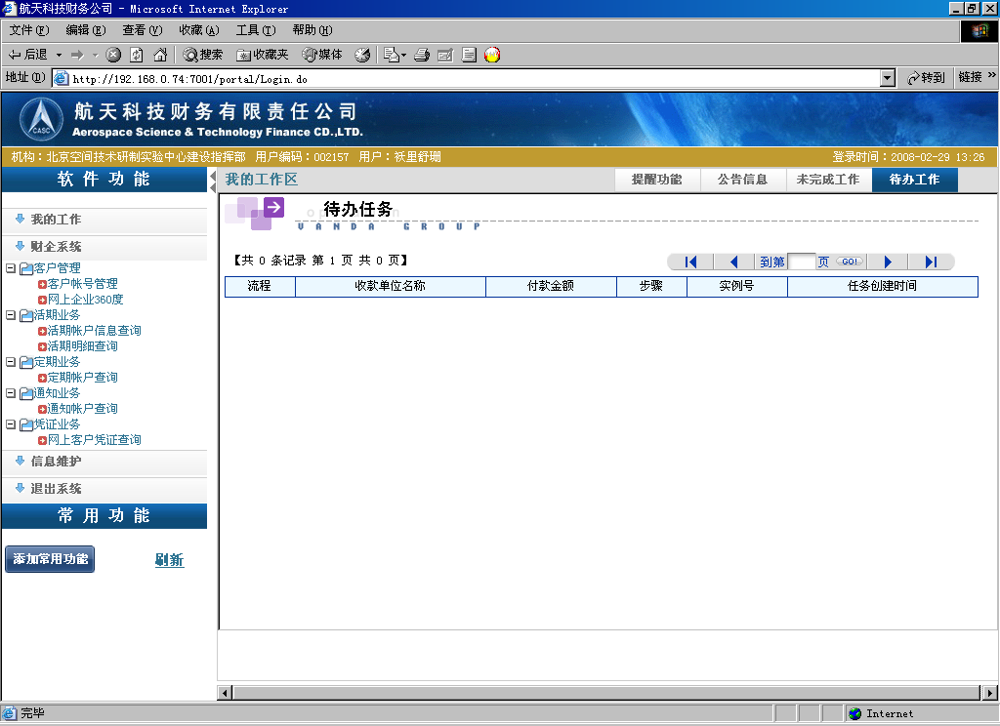 航天科技财务公司 - Microsoft Internet Explorer
文件(F) 编辑(E) 查看(V) 收藏(A) 工具(T) 帮助(H)
后退 搜索 收藏夹 媒体
地址(D) http://192.168.0.74:7001/portal/Login.do 转到 链接 »
航天科技财务有限责任公司
CASC Aerospace Science & Technology Finance CD.,LTD.
机构：北京空间技术研制实验中心建设指挥部 用户编码：002157 用户：袄里舒珊 登录时间：2008-02-29 13:26
软件功能 我的工作区 提醒功能 公告信息 未完成工作 待办工作
我的工作
财企系统
客户管理
客户帐号管理
网上企业360度
活期业务
活期帐户信息查询
活期明细查询
定期业务
定期帐户查询
通知业务
通知帐户查询
凭证业务
网上客户凭证查询
信息维护
退出系统
常用功能
添加常用功能 刷新
待办任务
VANDA GROUP
【共 0 条记录 第 1 页 共 0 页】 到第 页 GO!
流程 收款单位名称 付款金额 步骤 实例号 任务创建时间
完毕 Internet